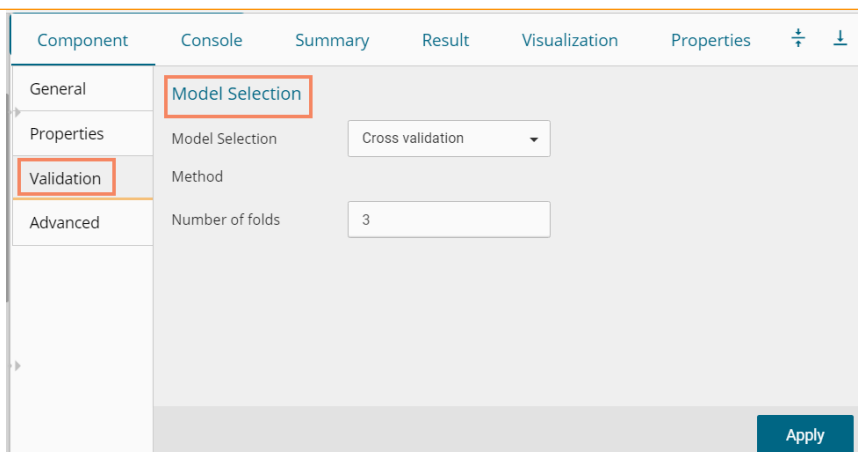 Component Console Summary Result Visualization Properties
General
Properties
Validation
Advanced
Model Selection
Model Selection Cross validation
Method
Number of folds 3
Apply